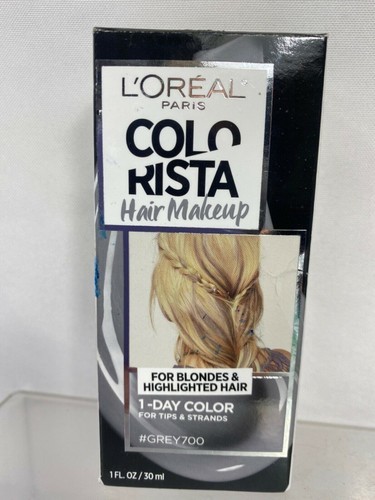 L'ORÉAL
PARIS
COLO
RISTA
Hair Makeup
FOR BLONDES &
HIGHLIGHTED HAIR
1-DAY COLOR
FOR TIPS & STRANDS
#GREY700
1 FL. OZ / 30 ml